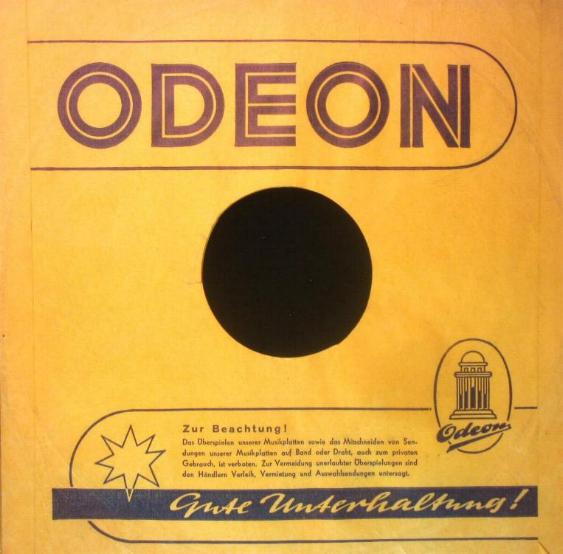 ODEON
Odeon
Zur Beachtung!
Das Überspielen unserer Musikplatten sowie das Mitschneiden von Sen-
dungen unserer Musikplatten auf Band oder Draht, auch zum privaten
Gebrauch, ist verboten. Zur Vermeidung unerlaubter Überspielungen sind
den Händlern Verleih, Vermietung und Auswahlsendungen untersagt.
Gute Unterhaltung!